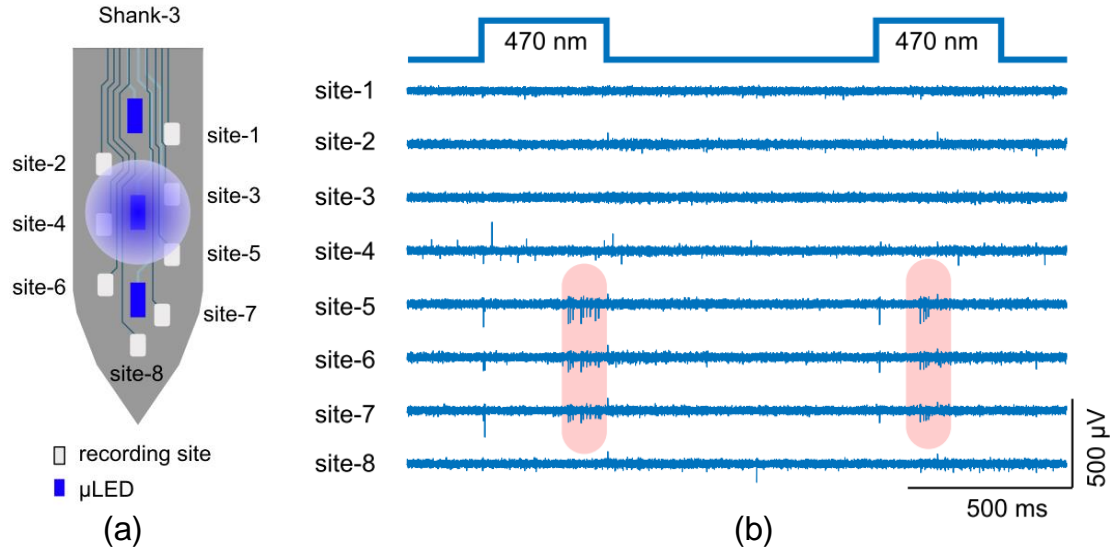 Shank-3
site-1
site-2
site-3
site-4
site-5
site-6
site-7
site-8
recording site
µLED
(a)
470 nm
470 nm
site-1
site-2
site-3
site-4
site-5
site-6
site-7
site-8
500 µV
500 ms
(b)